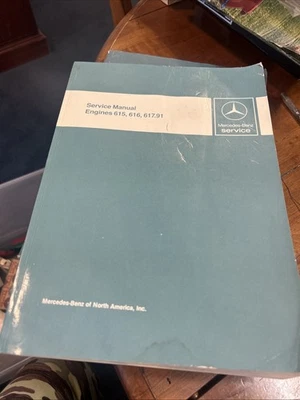 Service Manual
Engines 615, 616, 617.91
Mercedes-Benz
service
Mercedes-Benz of North America, Inc.